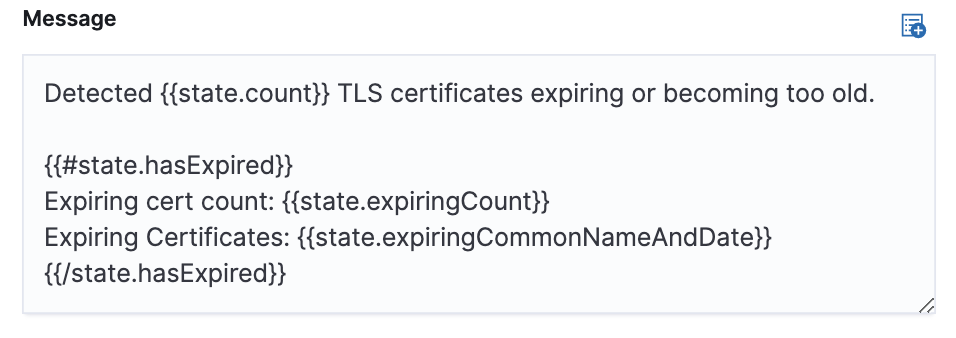 Message
Detected {{state.count}} TLS certificates expiring or becoming too old.
{{#state.hasExpired}}
Expiring cert count: {{state.expiringCount}}
Expiring Certificates: {{state.expiringCommonNameAndDate}}
{{/state.hasExpired}}